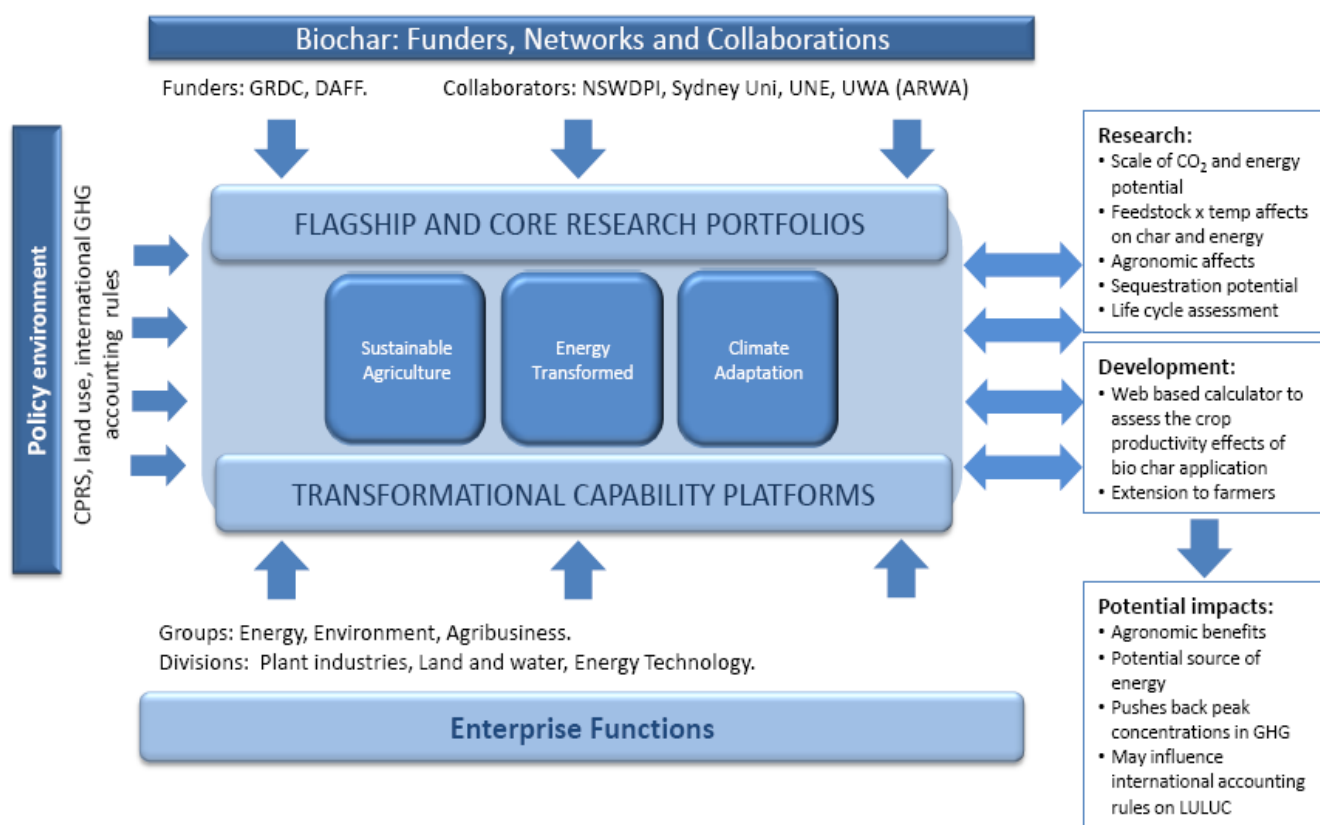 Biochar: Funders, Networks and Collaborations
Funders: GRDC, DAFF.
Collaborators: NSWDPI, Sydney Uni, UNE, UWA (ARWA)
Policy environment
CPRS, land use, international GHG
accounting rules
FLAGSHIP AND CORE RESEARCH PORTFOLIOS
Sustainable
Agriculture
Energy
Transformed
Climate
Adaptation
TRANSFORMATIONAL CAPABILITY PLATFORMS
Groups: Energy, Environment, Agribusiness.
Divisions: Plant industries, Land and water, Energy Technology.
Enterprise Functions
Research:
• Scale of CO₂ and energy
potential
• Feedstock x temp affects
on char and energy
• Agronomic affects
• Sequestration potential
• Life cycle assessment
Development:
• Web based calculator to
assess the crop
productivity effects of
bio char application
• Extension to farmers
Potential impacts:
• Agronomic benefits
• Potential source of
energy
• Pushes back peak
concentrations in GHG
• May influence
international accounting
rules on LULUC